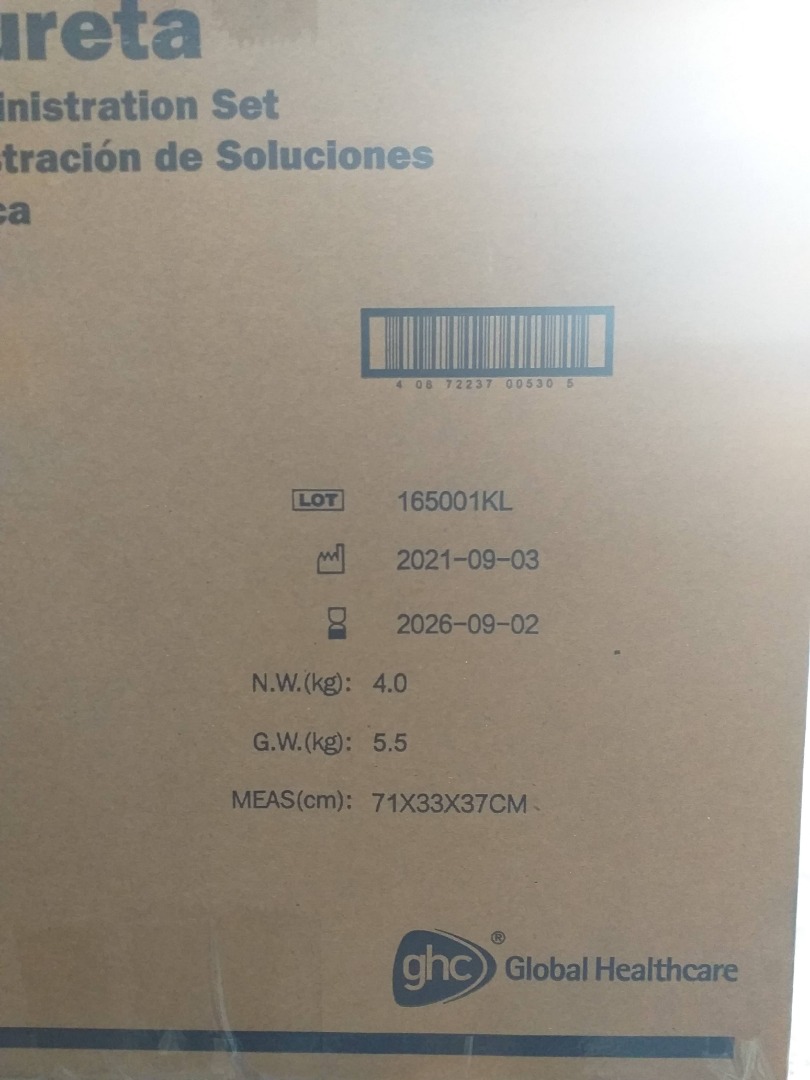 ureta
inistration Set
stración de Soluciones
ca
4 08 72237 00530 5
LOT 165001KL
2021-09-03
2026-09-02
N.W.(kg): 4.0
G.W.(kg): 5.5
MEAS(cm): 71X33X37CM
ghc® Global Healthcare